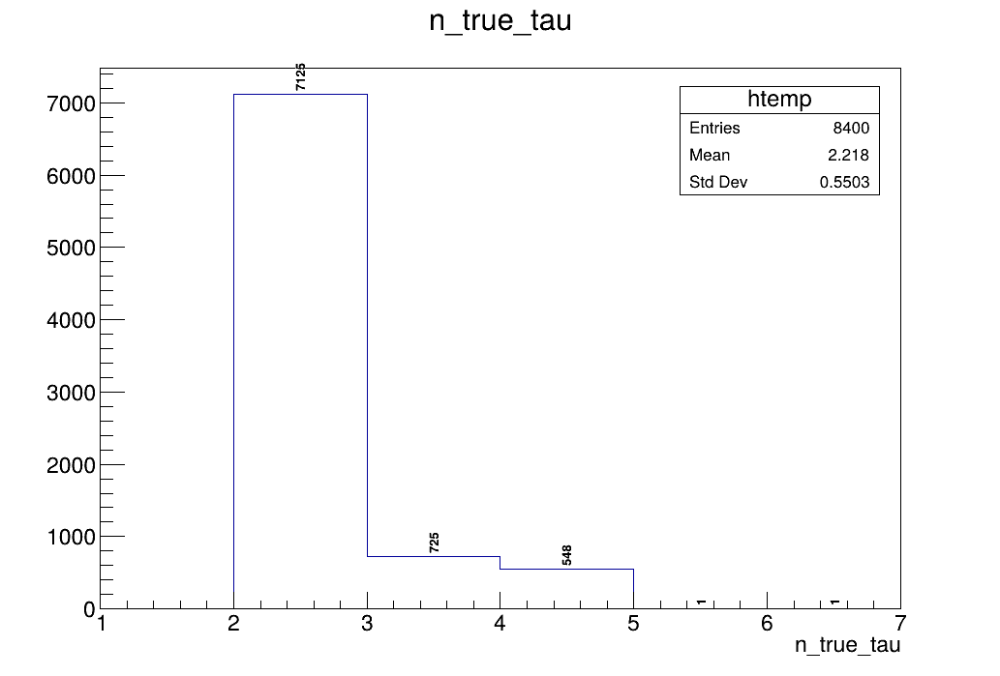 n_true_tau
7125
htemp
Entries 8400
Mean 2.218
Std Dev 0.5503
7000
6000
5000
4000
3000
2000
1000
0
725
548
1
1
1 2 3 4 5 6 7
n_true_tau